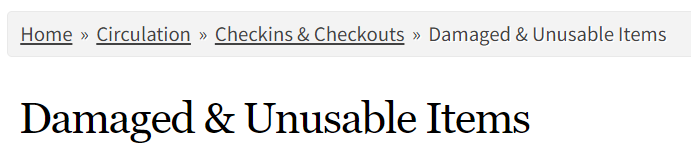 Home » Circulation » Checkins & Checkouts » Damaged & Unusable Items
Damaged & Unusable Items